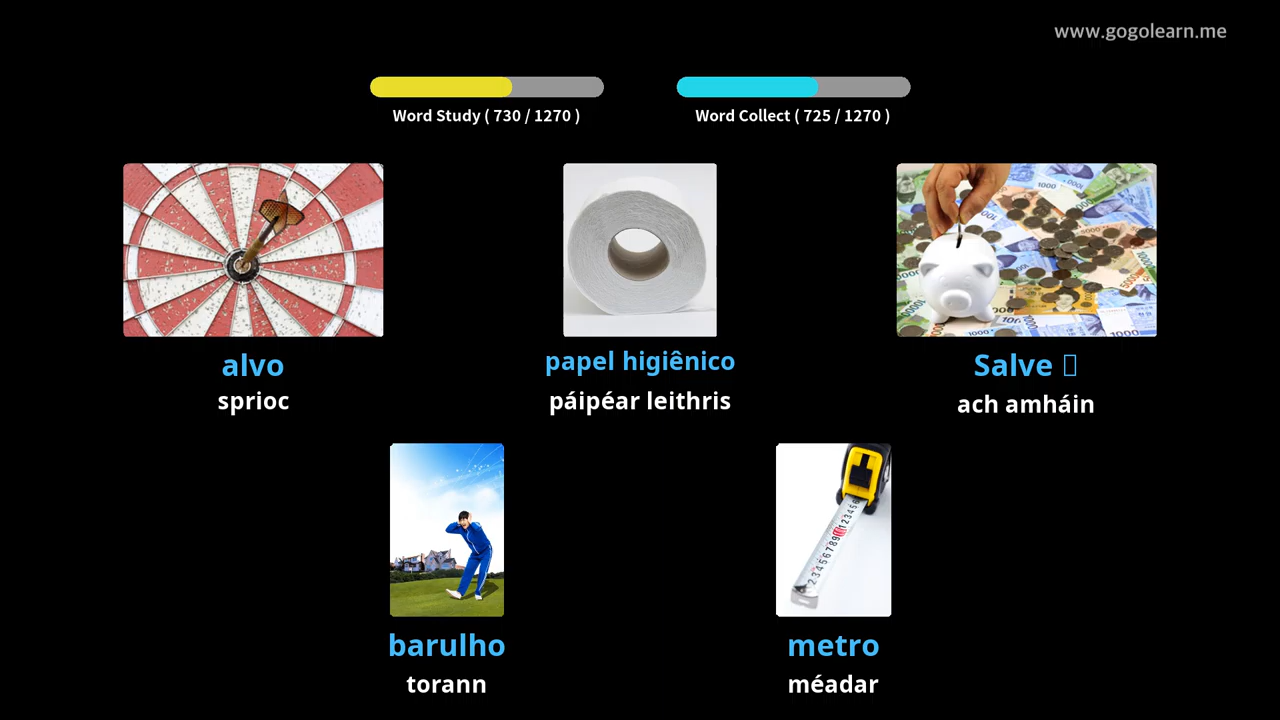 www.gogolearn.me
Word Study ( 730 / 1270 )
Word Collect ( 725 / 1270 )
alvo
sprioc
papel higiênico
páipéar leithris
Salve
ach amháin
barulho
torann
metro
méadar